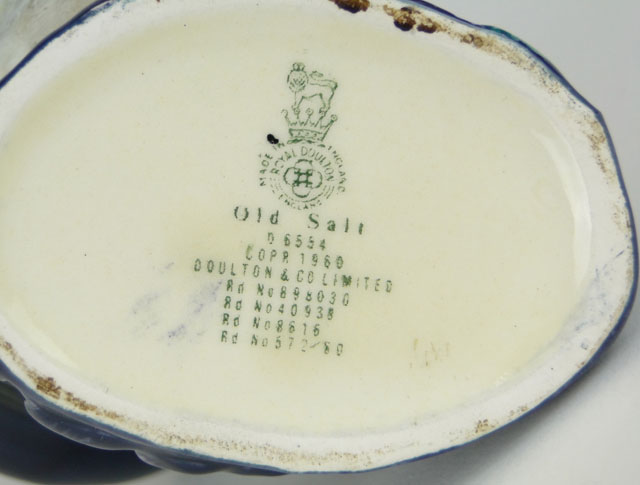 MADE IN ENGLAND
ROYAL DOULTON
ENGLAND
Old Salt
D 6554
COPR 1960
DOULTON & CO LIMITED
Rd No 898030
Rd No 40938
Rd No 8616
Rd No 572/60